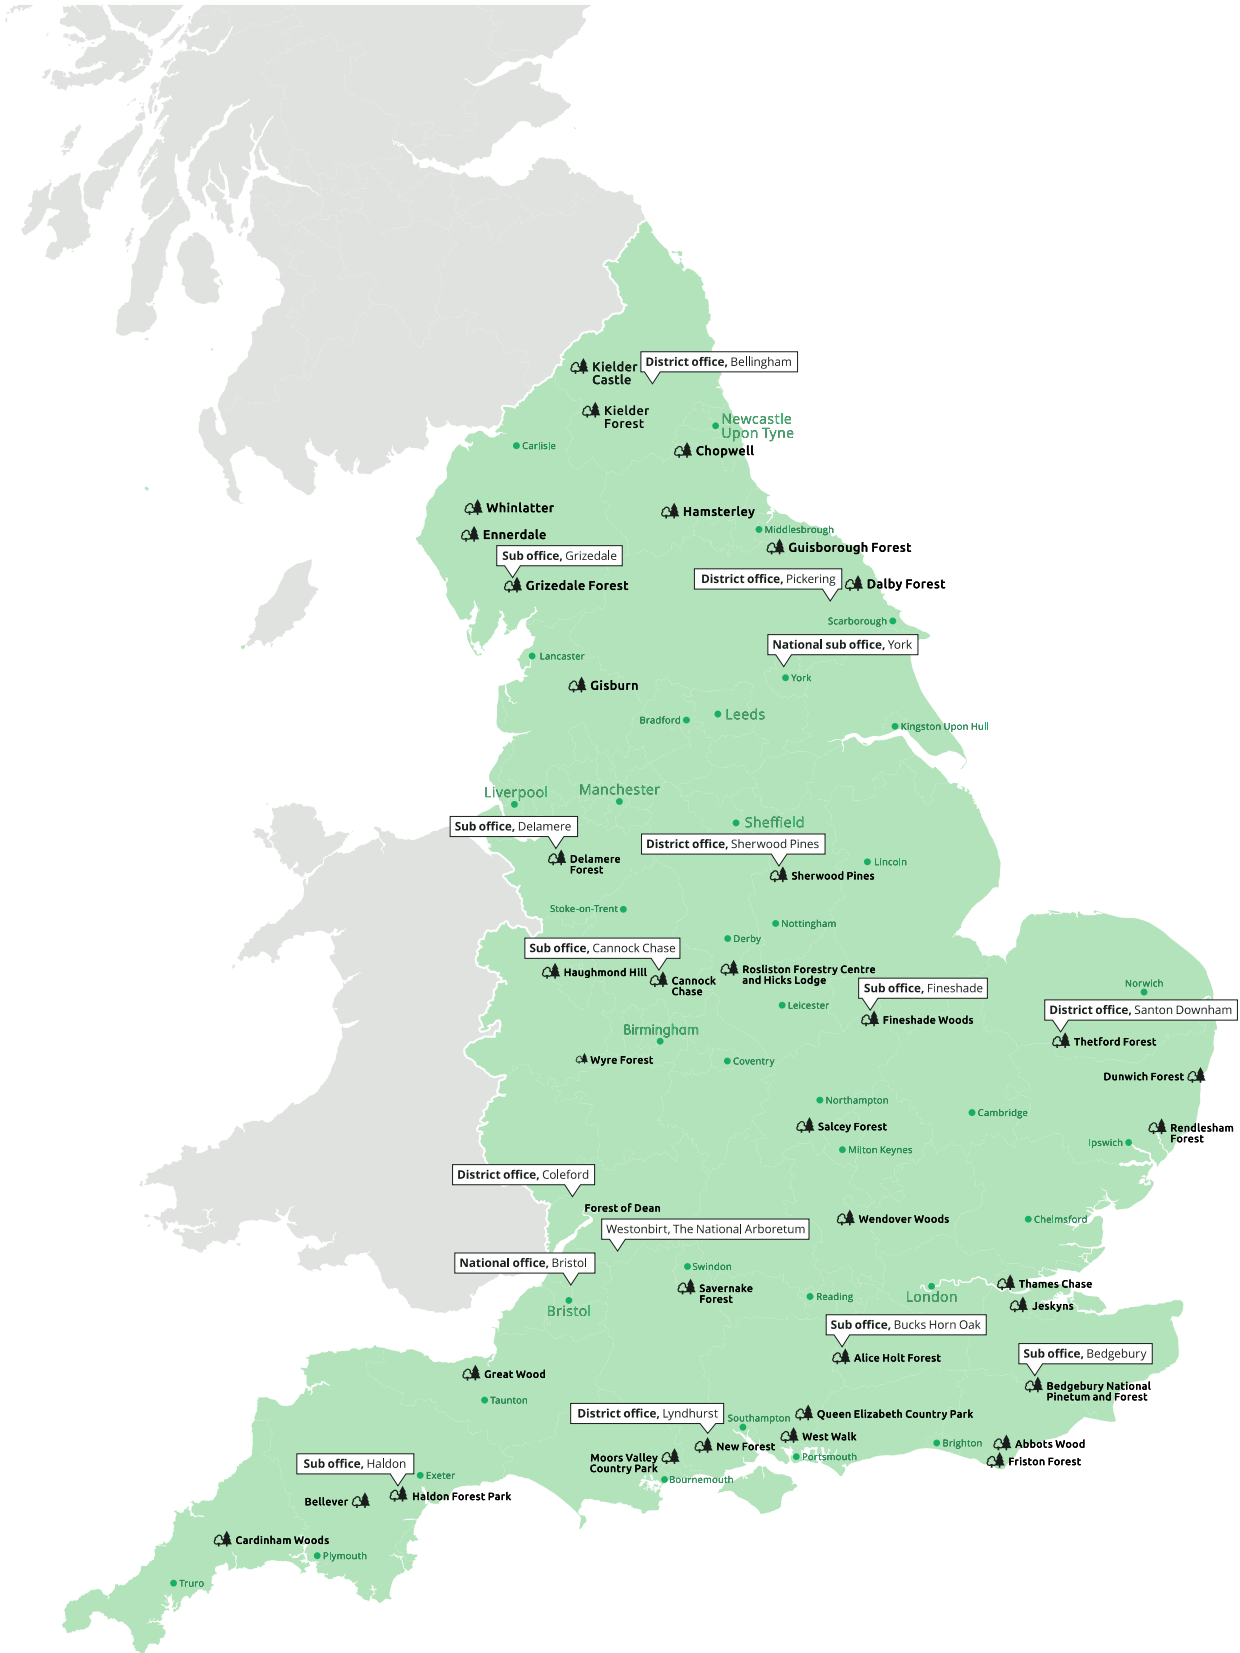 District office, Bellingham
Kielder
Castle
Kielder
Forest
Newcastle
Upon Tyne
Carlisle
Chopwell
Whinlatter
Hamsterley
Middlesbrough
Ennerdale
Guisborough Forest
Sub office, Grizedale
District office, Pickering
Grizedale Forest
Dalby Forest
Scarborough
National sub office, York
Lancaster
York
Gisburn
Leeds
Bradford
Kingston Upon Hull
Liverpool
Manchester
Sheffield
Sub office, Delamere
District office, Sherwood Pines
Delamere
Forest
Lincoln
Sherwood Pines
Stoke-on-Trent
Nottingham
Derby
Sub office, Cannock Chase
Haughmond Hill
Cannock
Chase
Rosliston Forestry Centre
and Hicks Lodge
Norwich
Sub office, Fineshade
Leicester
District office, Santon Downham
Fineshade Woods
Birmingham
Thetford Forest
Wyre Forest
Coventry
Dunwich Forest
Northampton
Cambridge
Salcey Forest
Rendlesham
Forest
Ipswich
Milton Keynes
District office, Coleford
Forest of Dean
Wendover Woods
Chelmsford
Westonbirt, The National Arboretum
National office, Bristol
Swindon
Savernake
Forest
Thames Chase
Reading
London
Jeskyns
Bristol
Sub office, Bucks Horn Oak
Alice Holt Forest
Sub office, Bedgebury
Great Wood
Bedgebury National
Pinetum and Forest
Taunton
District office, Lyndhurst
Southampton
Queen Elizabeth Country Park
West Walk
New Forest
Brighton
Abbots Wood
Moors Valley
Country Park
Portsmouth
Friston Forest
Sub office, Haldon
Exeter
Bournemouth
Bellever
Haldon Forest Park
Cardinham Woods
Plymouth
Truro